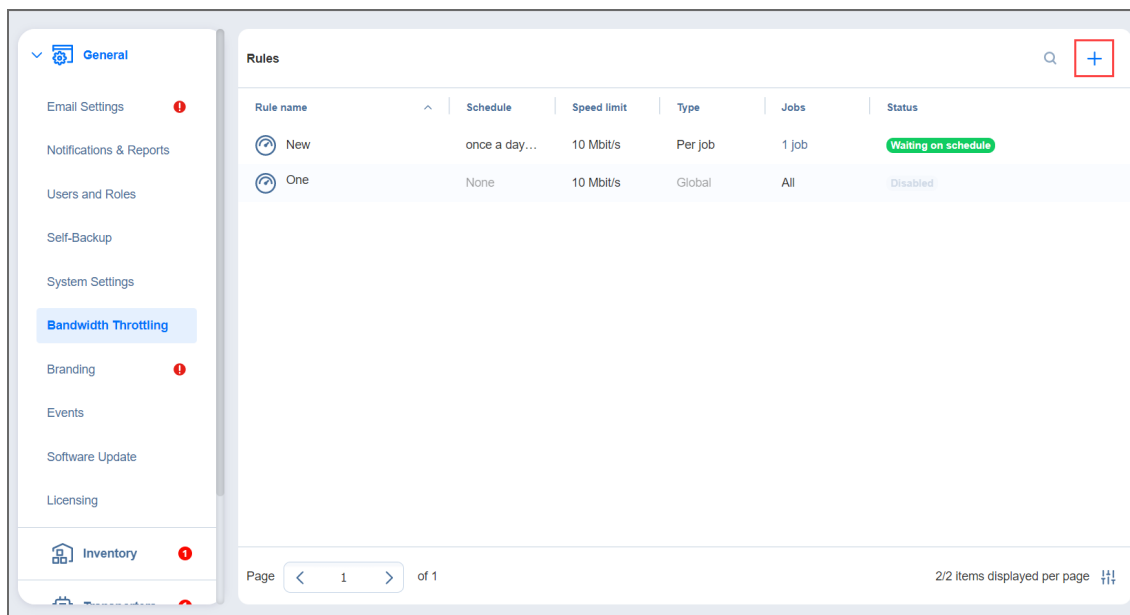 General
Email Settings !
Notifications & Reports
Users and Roles
Self-Backup
System Settings
Bandwidth Throttling
Branding !
Events
Software Update
Licensing
Inventory 1
Rules
Rule name Schedule Speed limit Type Jobs Status
New once a day... 10 Mbit/s Per job 1 job Waiting on schedule
One None 10 Mbit/s Global All Disabled
Page 1 of 1
2/2 items displayed per page